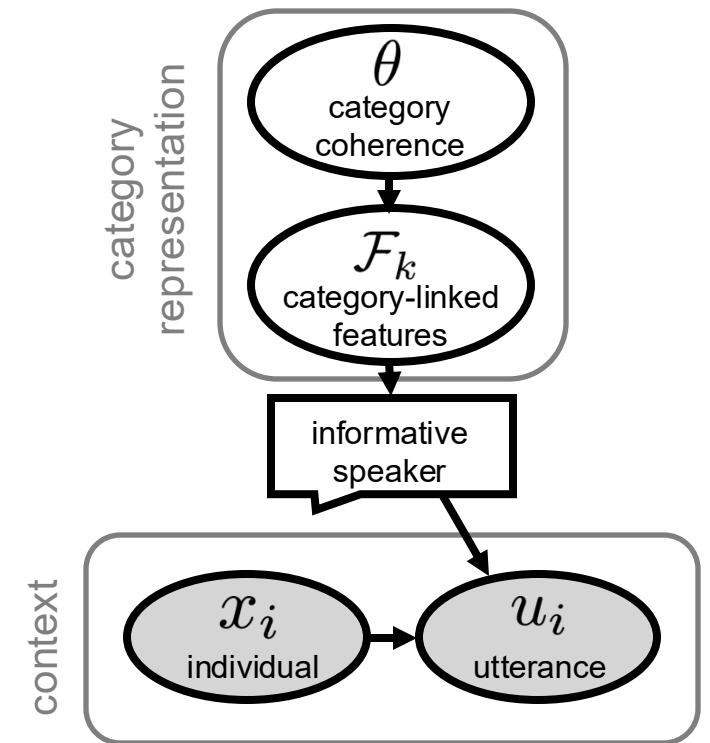 category
representation
θ
category
coherence
ℱₖ
category-linked
features
informative
speaker
context
xᵢ
individual
uᵢ
utterance